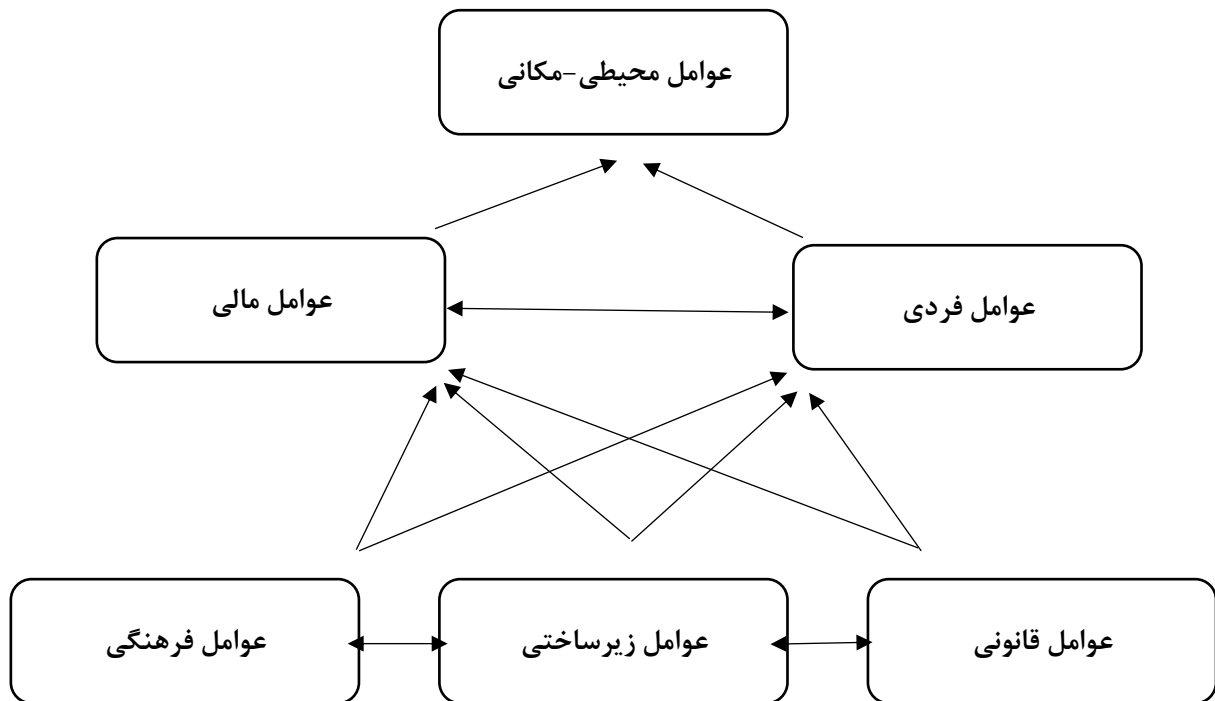 عوامل محیطی-مکانی
عوامل فردی
عوامل مالی
عوامل قانونی
عوامل زیرساختی
عوامل فرهنگی